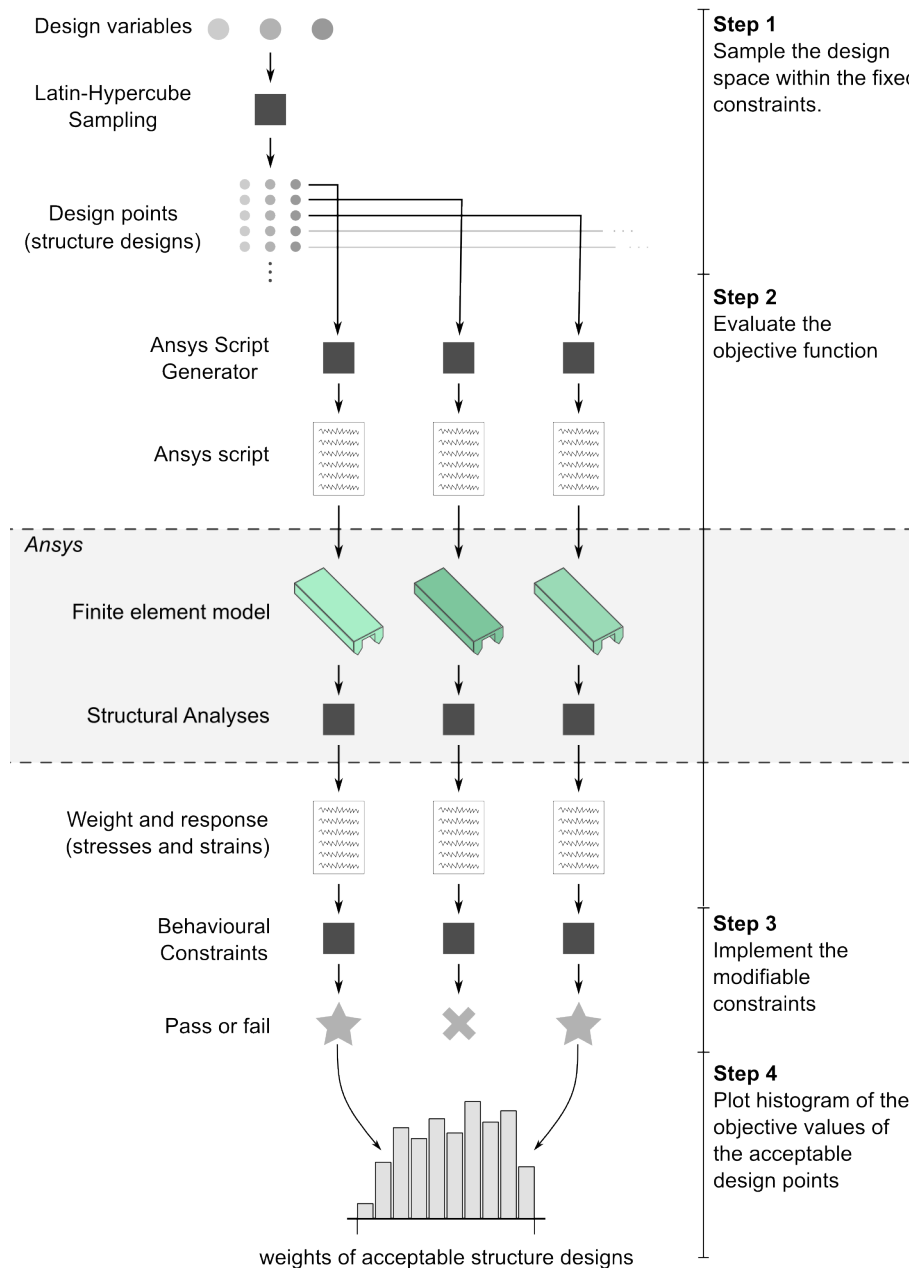 Design variables
Latin-Hypercube
Sampling
Design points
(structure designs)
Ansys Script
Generator
Ansys script
Ansys
Finite element model
Structural Analyses
Weight and response
(stresses and strains)
Behavioural
Constraints
Pass or fail
weights of acceptable structure designs
Step 1
Sample the design
space within the fixed
constraints.
Step 2
Evaluate the
objective function
Step 3
Implement the
modifiable
constraints
Step 4
Plot histogram of the
objective values of
the acceptable
design points